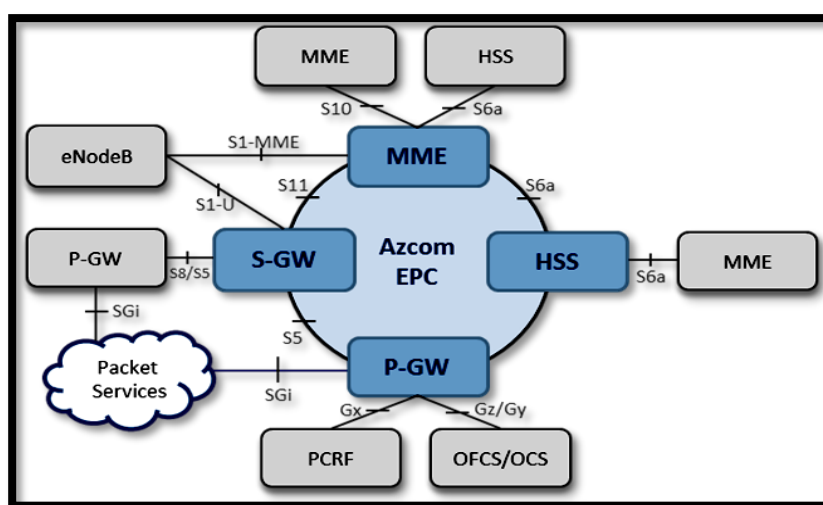 MME
HSS
S10
S6a
eNodeB
S1-MME
MME
S1-U
S11
S6a
P-GW
S8/S5
S-GW
Azcom
EPC
HSS
S6a
MME
SGi
S5
Packet
Services
SGi
P-GW
Gx
Gz/Gy
PCRF
OFCS/OCS